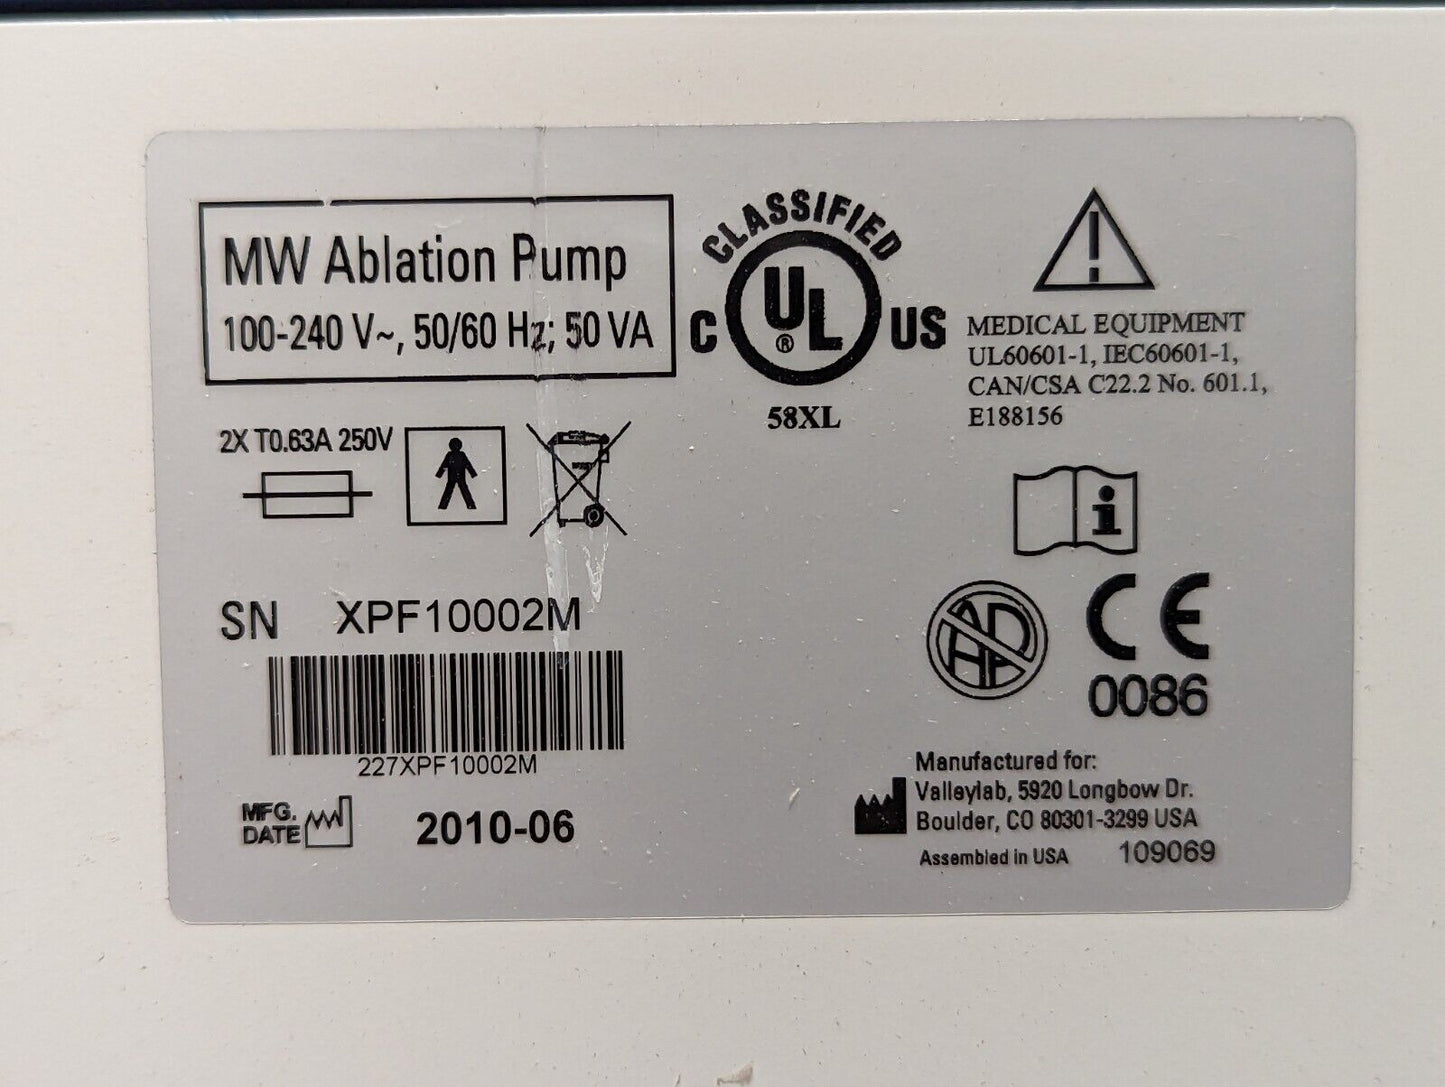 MW Ablation Pump
100-240 V~, 50/60 Hz; 50 VA
CLASSIFIED
C UL® US
58XL
MEDICAL EQUIPMENT
UL60601-1, IEC60601-1,
CAN/CSA C22.2 No. 601.1,
E188156
2X T0.63A 250V
i
SN XPF10002M
227XPF10002M
AP
CE
0086
MFG.
DATE 2010-06
Manufactured for:
Valleylab, 5920 Longbow Dr.
Boulder, CO 80301-3299 USA
Assembled in USA 109069